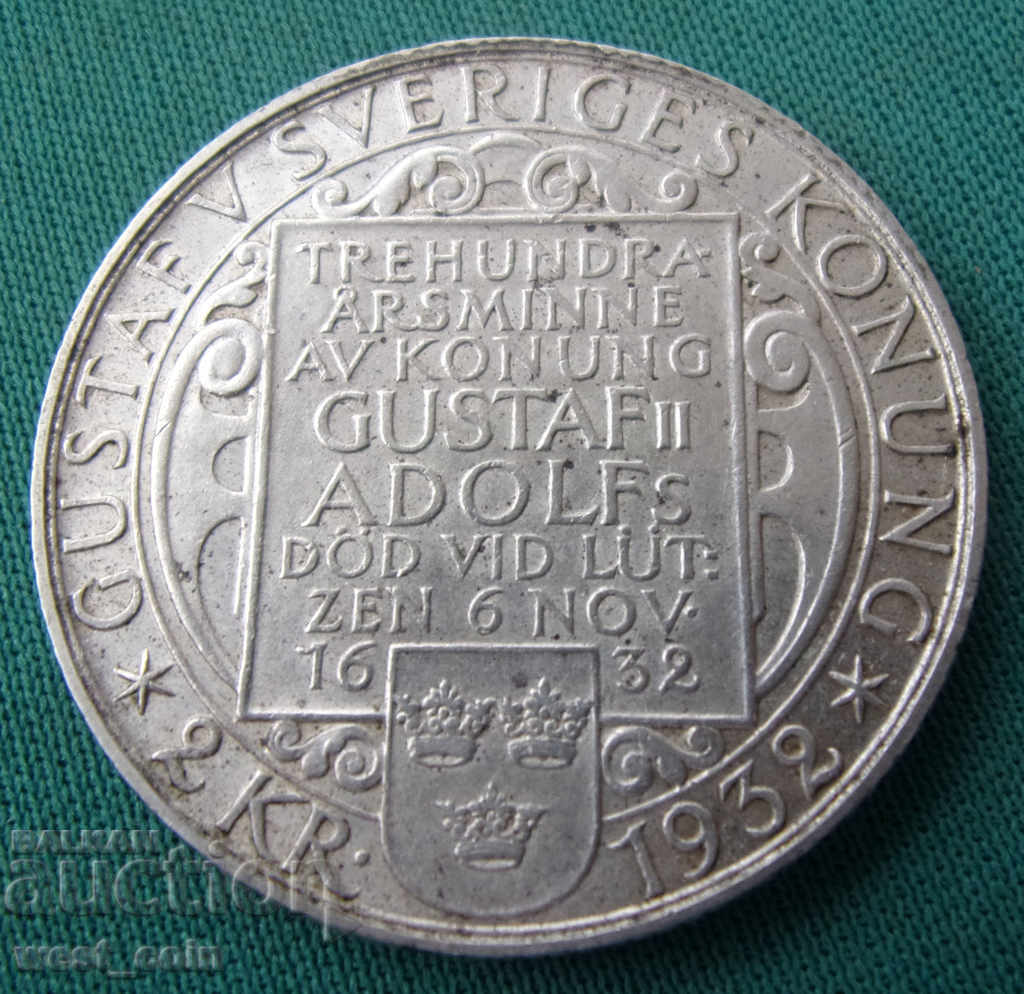 GUSTAF V SVERIGES KONUNG
TREHUNDRA-
ÅRSMINNE
AV KONUNG
GUSTAF II
ADOLFS
DÖD VID LÜT:
ZEN 6 NOV.
16 32
* 2 KR. 1932 *
BALKAN
auction
west_coin